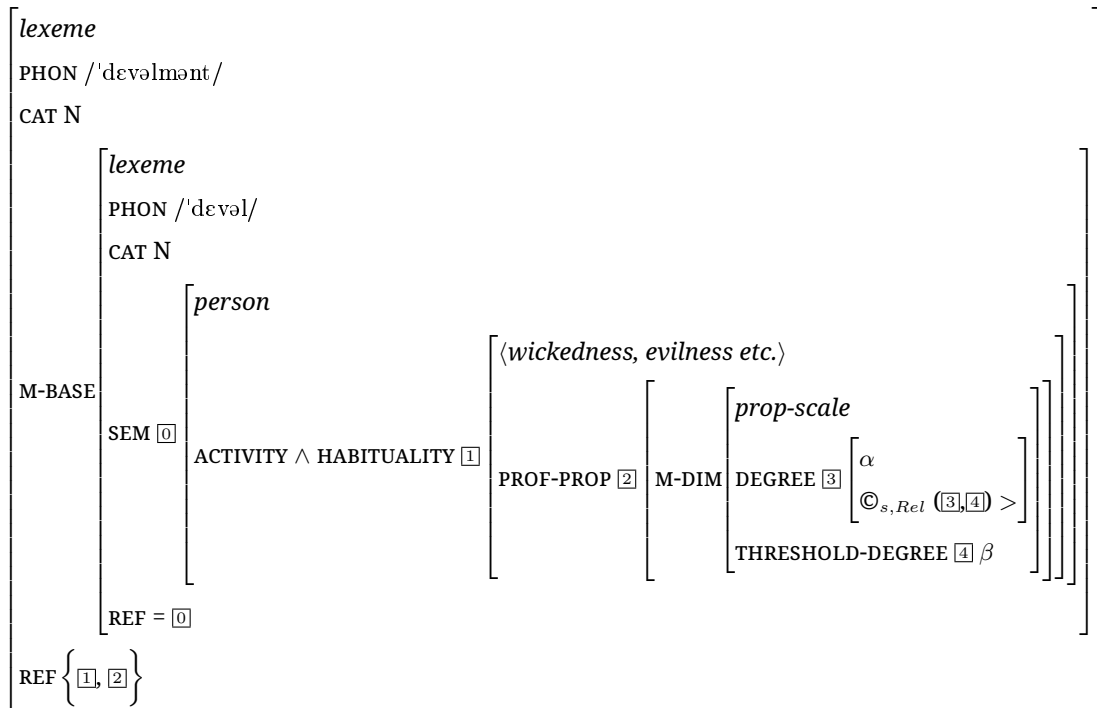 lexeme
PHON /ˈdɛvəlmənt/
CAT N
lexeme
PHON /ˈdɛvəl/
CAT N
person
⟨wickedness, evilness etc.⟩
prop-scale
M-BASE
SEM 0
ACTIVITY ∧ HABITUALITY 1
PROF-PROP 2
M-DIM
DEGREE 3
α
©s,Rel (3,4) >
THRESHOLD-DEGREE 4 β
REF = 0
REF {1, 2}